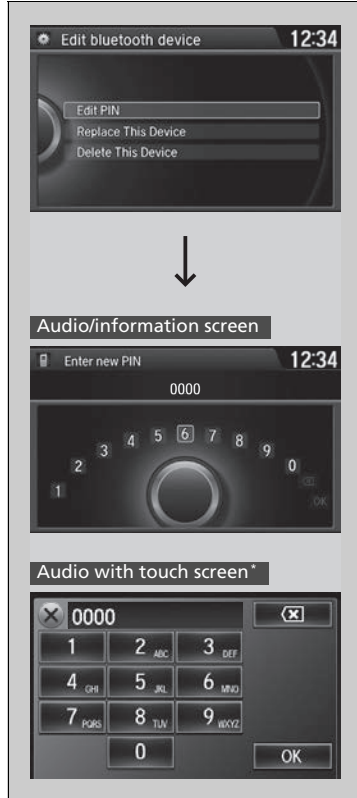 Edit bluetooth device 12:34
Edit PIN
Replace This Device
Delete This Device
Audio/information screen
Enter new PIN 12:34
0000
1 2 3 4 5 6 7 8 9 0
OK
Audio with touch screen*
0000
1 2 ABC 3 DEF
4 GHI 5 JKL 6 MNO
7 PQRS 8 TUV 9 WXYZ
0 OK